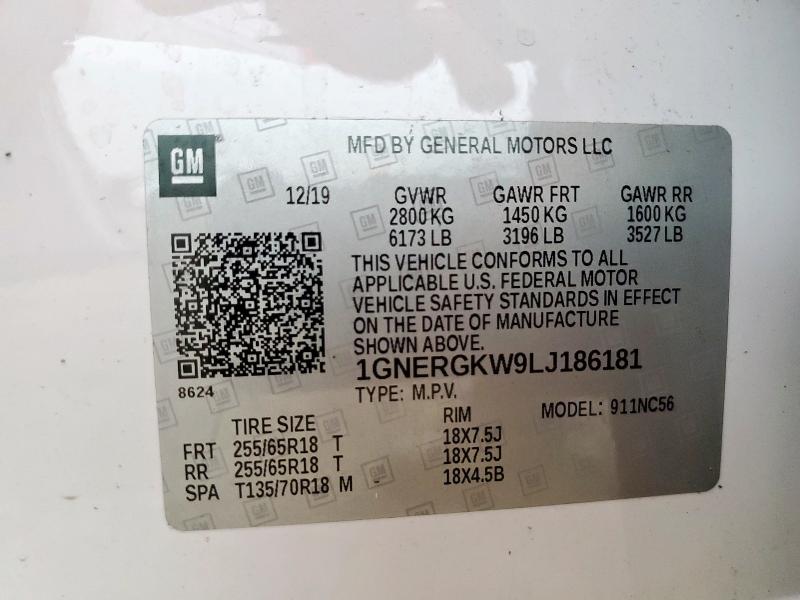 GM
MFD BY GENERAL MOTORS LLC
12/19 GVWR GAWR FRT GAWR RR
2800 KG 1450 KG 1600 KG
6173 LB 3196 LB 3527 LB
THIS VEHICLE CONFORMS TO ALL
APPLICABLE U.S. FEDERAL MOTOR
VEHICLE SAFETY STANDARDS IN EFFECT
ON THE DATE OF MANUFACTURE
SHOWN ABOVE.
1GNERGKW9LJ186181
8624
TYPE: M.P.V. MODEL: 911NC56
TIRE SIZE RIM
FRT 255/65R18 T 18X7.5J
RR 255/65R18 T 18X7.5J
SPA T135/70R18 M 18X4.5B